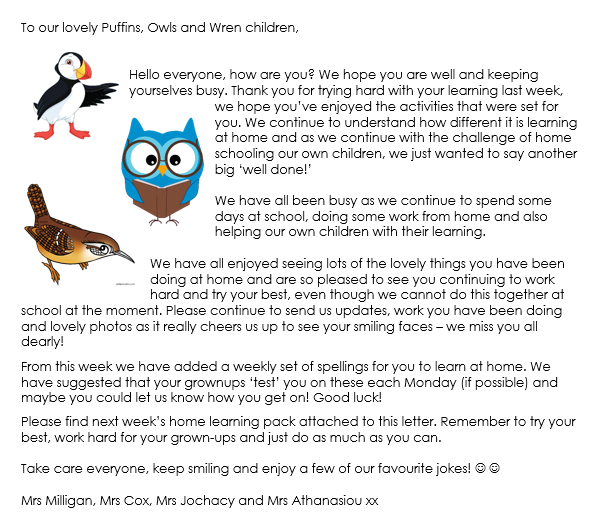 To our lovely Puffins, Owls and Wren children,
Hello everyone, how are you? We hope you are well and keeping
yourselves busy. Thank you for trying hard with your learning last week,
we hope you've enjoyed the activities that were set for
you. We continue to understand how different it is learning
at home and as we continue with the challenge of home
schooling our own children, we just wanted to say another
big 'well done!'
We have all been busy as we continue to spend some
days at school, doing some work from home and also
helping our own children with their learning.
We have all enjoyed seeing lots of the lovely things you have been
doing at home and are so pleased to see you continuing to work
hard and try your best, even though we cannot do this together at
school at the moment. Please continue to send us updates, work you have been doing
and lovely photos as it really cheers us up to see your smiling faces – we miss you all
dearly!
From this week we have added a weekly set of spellings for you to learn at home. We
have suggested that your grownups 'test' you on these each Monday (if possible) and
maybe you could let us know how you get on! Good luck!
Please find next week's home learning pack attached to this letter. Remember to try your
best, work hard for your grown-ups and just do as much as you can.
Take care everyone, keep smiling and enjoy a few of our favourite jokes! ☺ ☺
Mrs Milligan, Mrs Cox, Mrs Jochacy and Mrs Athanasiou xx